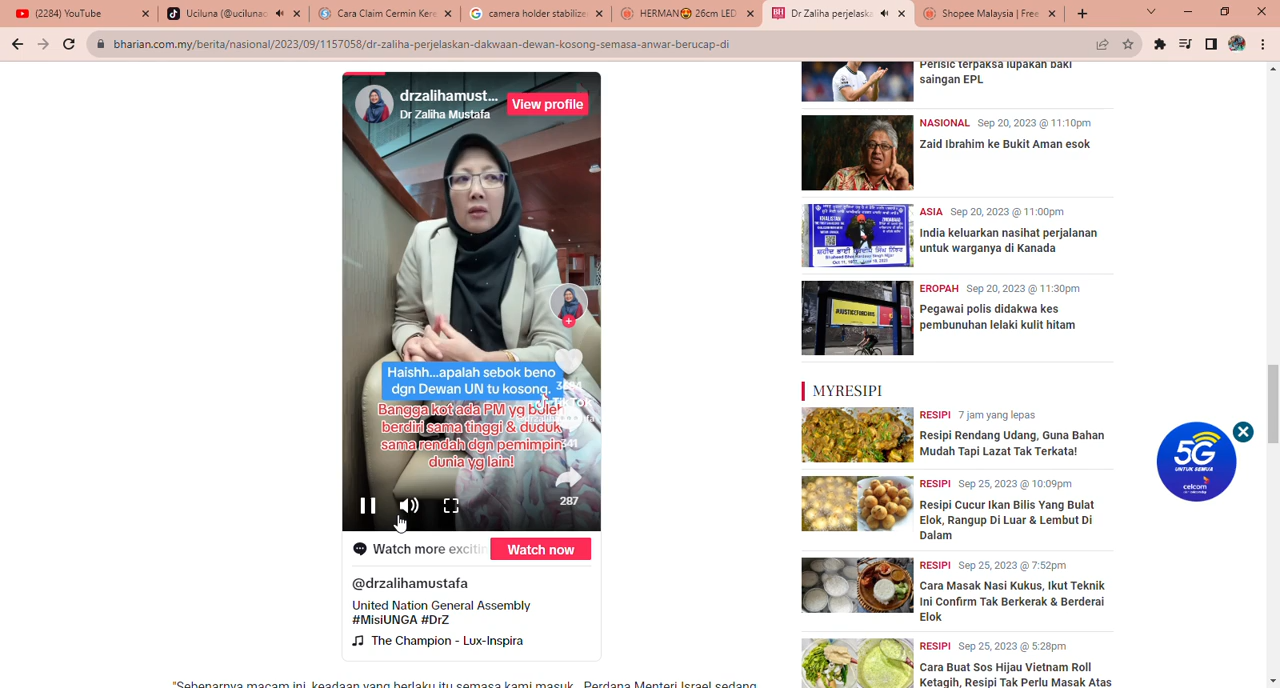 (2284) YouTube
Uciluna (@ucilunac
Cara Claim Cermin Kere
camera holder stabilize
HERMAN😍 26cm LED
Dr Zaliha perjelaska
Shopee Malaysia | Free
bharian.com.my/berita/nasional/2023/09/1157058/dr-zaliha-perjelaskan-dakwaan-dewan-kosong-semasa-anwar-berucap-di
drzalihamust...
Dr Zaliha Mustafa
View profile
Haishh...apalah sebok beno
dgn Dewan UN tu kosong.
Bangga kot ada PM yg boleh
berdiri sama tinggi & duduk
sama rendah dgn pemimpin
dunia yg lain!
TikTok
287
Watch more excitin
Watch now
@drzalihamustafa
United Nation General Assembly
#MisiUNGA #DrZ
The Champion - Lux-Inspira
"Sebenarnya macam ini, keadaan yang berlaku itu semasa kami masuk, Perdana Menteri Israel sedang
Perisic terpaksa lupakan baki
saingan EPL
NASIONAL Sep 20, 2023 @ 11:10pm
Zaid Ibrahim ke Bukit Aman esok
ASIA Sep 20, 2023 @ 11:00pm
India keluarkan nasihat perjalanan
untuk warganya di Kanada
EROPAH Sep 20, 2023 @ 11:30pm
Pegawai polis didakwa kes
pembunuhan lelaki kulit hitam
MYRESIPI
RESIPI 7 jam yang lepas
Resipi Rendang Udang, Guna Bahan
Mudah Tapi Lazat Tak Terkata!
RESIPI Sep 25, 2023 @ 10:09pm
Resipi Cucur Ikan Bilis Yang Bulat
Elok, Rangup Di Luar & Lembut Di
Dalam
RESIPI Sep 25, 2023 @ 7:52pm
Cara Masak Nasi Kukus, Ikut Teknik
Ini Confirm Tak Berkerak & Berderai
Elok
RESIPI Sep 25, 2023 @ 5:28pm
Cara Buat Sos Hijau Vietnam Roll
Ketagih, Resipi Tak Perlu Masak Atas
5G
UNTUK SEMUA
celcom